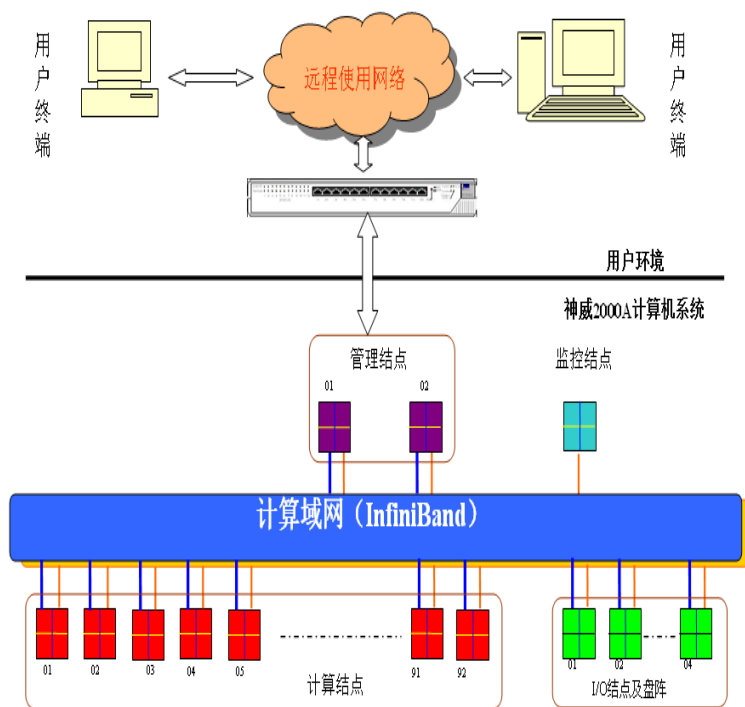 用户终端
远程使用网络
用户终端
用户环境
神威2000A计算机系统
管理结点
监控结点
01
02
计算域网（InfiniBand）
01
02
03
04
05
91
92
01
02
04
计算结点
I/O结点及盘阵